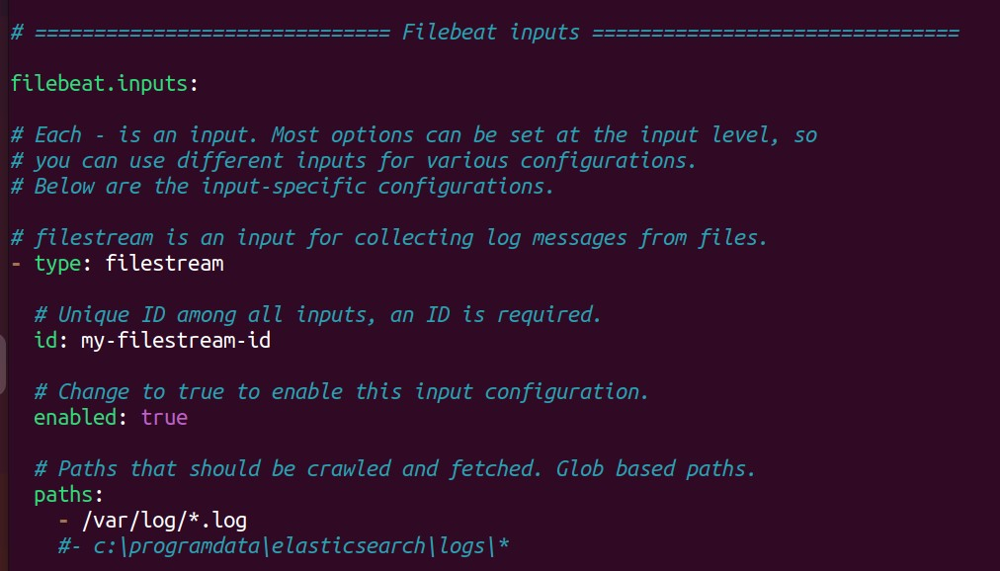 # ============================== Filebeat inputs ===============================
filebeat.inputs:
# Each - is an input. Most options can be set at the input level, so
# you can use different inputs for various configurations.
# Below are the input-specific configurations.
# filestream is an input for collecting log messages from files.
- type: filestream
# Unique ID among all inputs, an ID is required.
id: my-filestream-id
# Change to true to enable this input configuration.
enabled: true
# Paths that should be crawled and fetched. Glob based paths.
paths:
- /var/log/*.log
#- c:\programdata\elasticsearch\logs\*